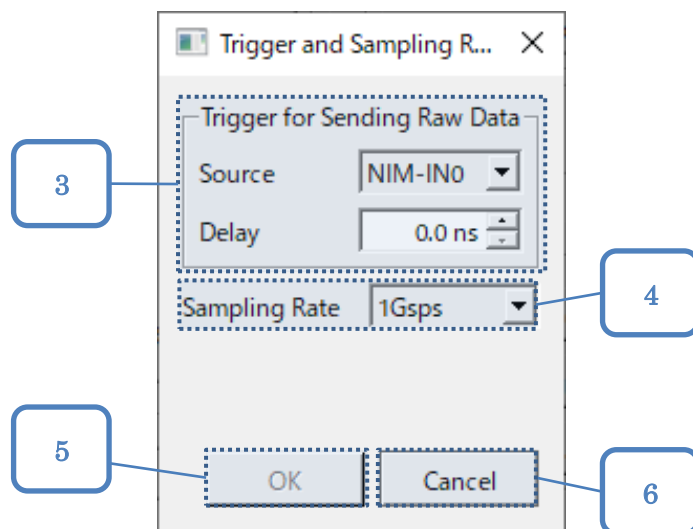 Trigger and Sampling R...
Trigger for Sending Raw Data
3
Source NIM-IN0
Delay 0.0 ns
4
Sampling Rate 1Gsps
5
OK Cancel
6